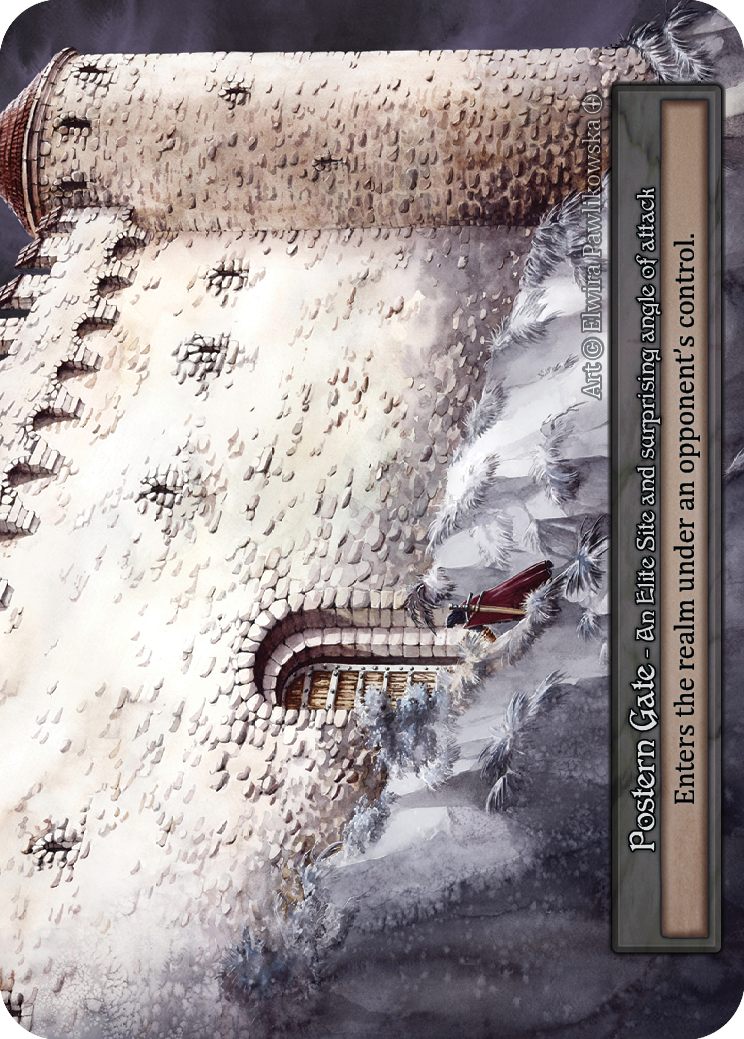 Art © Elwira Pawlikowska
Postern Gate - An Elite Site and surprising angle of attack
Enters the realm under an opponent's control.